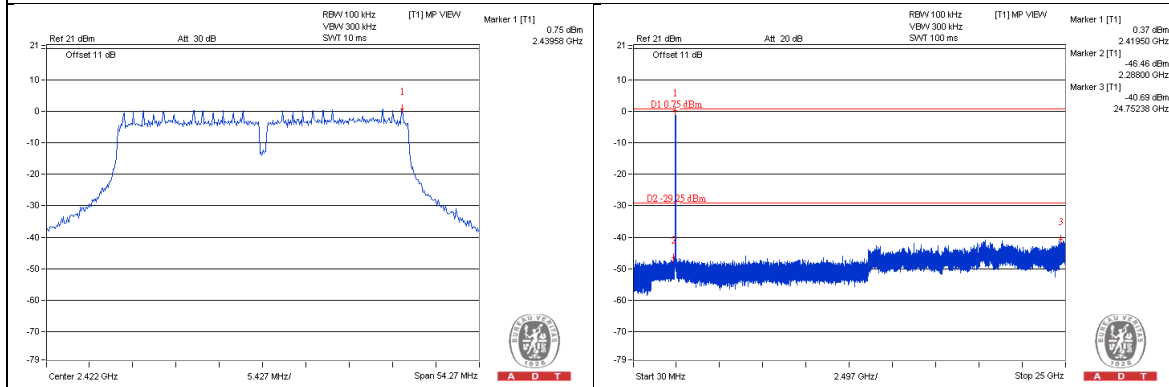 RBW 100 kHz [T1] MP VIEW
VBW 300 kHz
Ref 21 dBm Att 30 dB SWT 10 ms
Marker 1 [T1]
0.75 dBm
2.43958 GHz
21
Offset 11 dB
10
0
-10
-20
-30
-40
-50
-60
-70
-79
1
Center 2.422 GHz 5.427 MHz/ Span 54.27 MHz
BUREAU VERITAS
1828
A D T
RBW 100 kHz [T1] MP VIEW
VBW 300 kHz
Ref 21 dBm Att 20 dB SWT 100 ms
Marker 1 [T1]
0.37 dBm
2.41950 GHz
Marker 2 [T1]
-46.46 dBm
2.28800 GHz
Marker 3 [T1]
-40.69 dBm
24.75238 GHz
21
Offset 11 dB
10
0
-10
-20
-30
-40
-50
-60
-70
-79
1
D1 0.75 dBm
D2 -29.25 dBm
2
3
Start 30 MHz 2.497 GHz/ Stop 25 GHz
BUREAU VERITAS
1828
A D T